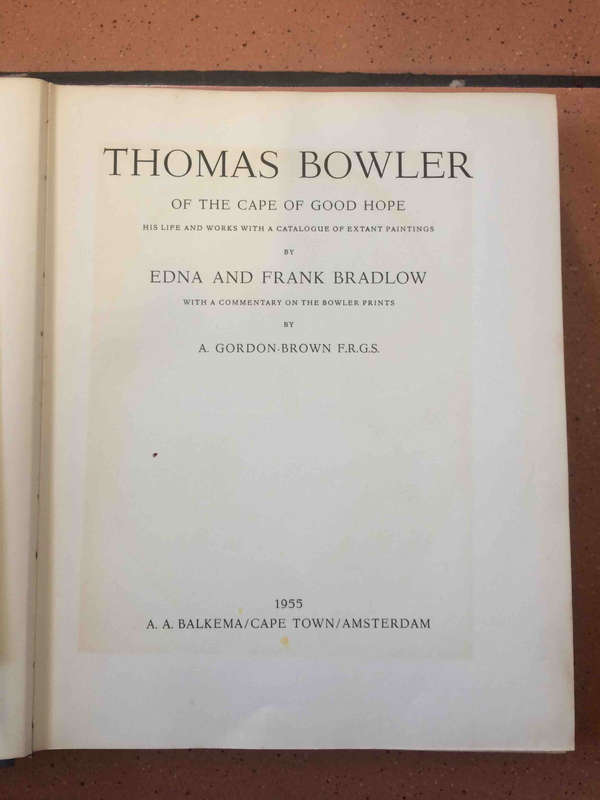 THOMAS BOWLER
OF THE CAPE OF GOOD HOPE
HIS LIFE AND WORKS WITH A CATALOGUE OF EXTANT PAINTINGS
BY
EDNA AND FRANK BRADLOW
WITH A COMMENTARY ON THE BOWLER PRINTS
BY
A. GORDON-BROWN F.R.G.S.
1955
A. A. BALKEMA/CAPE TOWN/AMSTERDAM